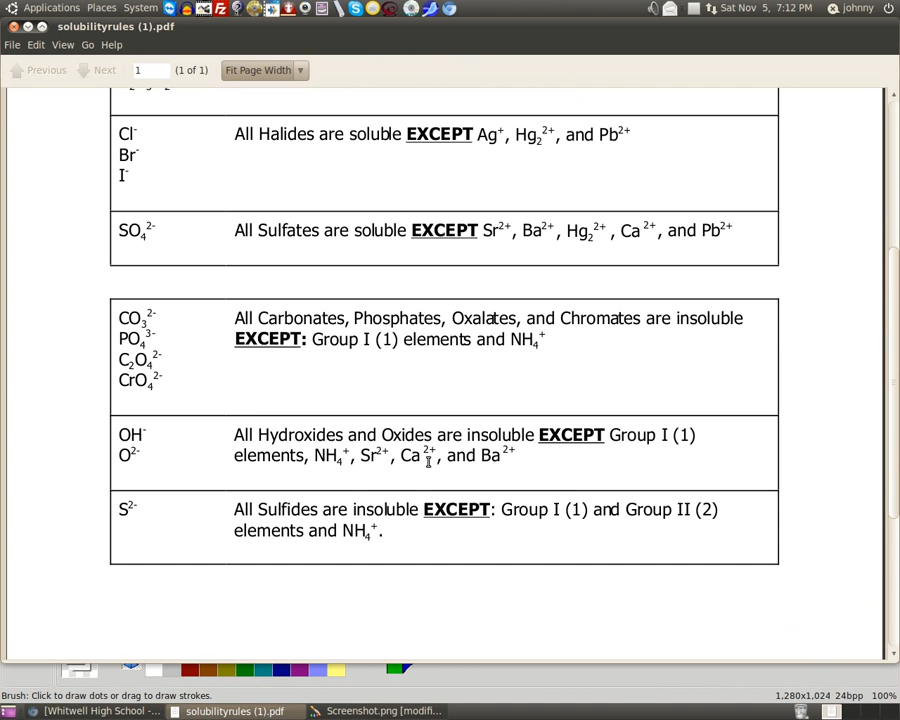 Applications Places System Sat Nov 5, 7:12 PM johnny
solubilityrules (1).pdf
File Edit View Go Help
Previous Next 1 (1 of 1) Fit Page Width
Cl⁻
Br⁻
I⁻
All Halides are soluble EXCEPT Ag⁺, Hg₂²⁺, and Pb²⁺
SO₄²⁻
All Sulfates are soluble EXCEPT Sr²⁺, Ba²⁺, Hg₂²⁺ , Ca ²⁺, and Pb²⁺
CO₃²⁻
PO₄³⁻
C₂O₄²⁻
CrO₄²⁻
All Carbonates, Phosphates, Oxalates, and Chromates are insoluble
EXCEPT: Group I (1) elements and NH₄⁺
OH⁻
O²⁻
All Hydroxides and Oxides are insoluble EXCEPT Group I (1)
elements, NH₄⁺, Sr²⁺, Ca ²⁺, and Ba ²⁺
S²⁻
All Sulfides are insoluble EXCEPT: Group I (1) and Group II (2)
elements and NH₄⁺.
Brush: Click to draw dots or drag to draw strokes. 1,280x1,024 24bpp 100%
[Whitwell High School -... solubilityrules (1).pdf Screenshot.png [modifi...